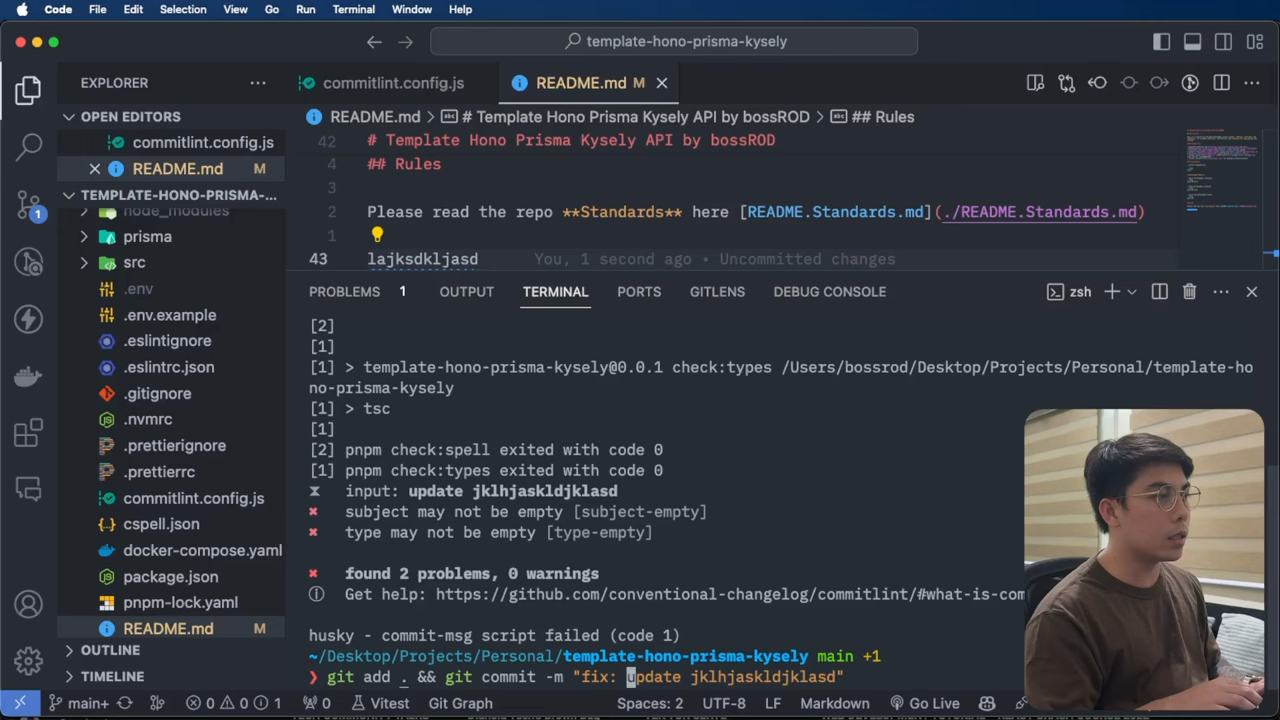 Code File Edit Selection View Go Run Terminal Window Help
template-hono-prisma-kysely
EXPLORER
commitlint.config.js
README.md M
OPEN EDITORS
commitlint.config.js
README.md M
TEMPLATE-HONO-PRISMA-...
node_modules
prisma
src
.env
.env.example
.eslintignore
.eslintrc.json
.gitignore
.nvmrc
.prettierignore
.prettierrc
commitlint.config.js
cspell.json
docker-compose.yaml
package.json
pnpm-lock.yaml
README.md M
OUTLINE
TIMELINE
1
README.md > # Template Hono Prisma Kysely API by bossROD > ## Rules
42 # Template Hono Prisma Kysely API by bossROD
4 ## Rules
3
2 Please read the repo **Standards** here [README.Standards.md](./README.Standards.md)
1
43 lajksdkljasd You, 1 second ago • Uncommitted changes
PROBLEMS 1 OUTPUT TERMINAL PORTS GITLENS DEBUG CONSOLE
zsh
[2]
[1]
[1] > template-hono-prisma-kysely@0.0.1 check:types /Users/bossrod/Desktop/Projects/Personal/template-ho
no-prisma-kysely
[1] > tsc
[1]
[2] pnpm check:spell exited with code 0
[1] pnpm check:types exited with code 0
input: update jklhjaskldjklasd
subject may not be empty [subject-empty]
type may not be empty [type-empty]
found 2 problems, 0 warnings
Get help: https://github.com/conventional-changelog/commitlint/#what-is-com
husky - commit-msg script failed (code 1)
~/Desktop/Projects/Personal/template-hono-prisma-kysely main +1
❯ git add . && git commit -m "fix: update jklhjaskldjklasd"
main+ 0 0 1 0 Vitest Git Graph Spaces: 2 UTF-8 LF Markdown Go Live